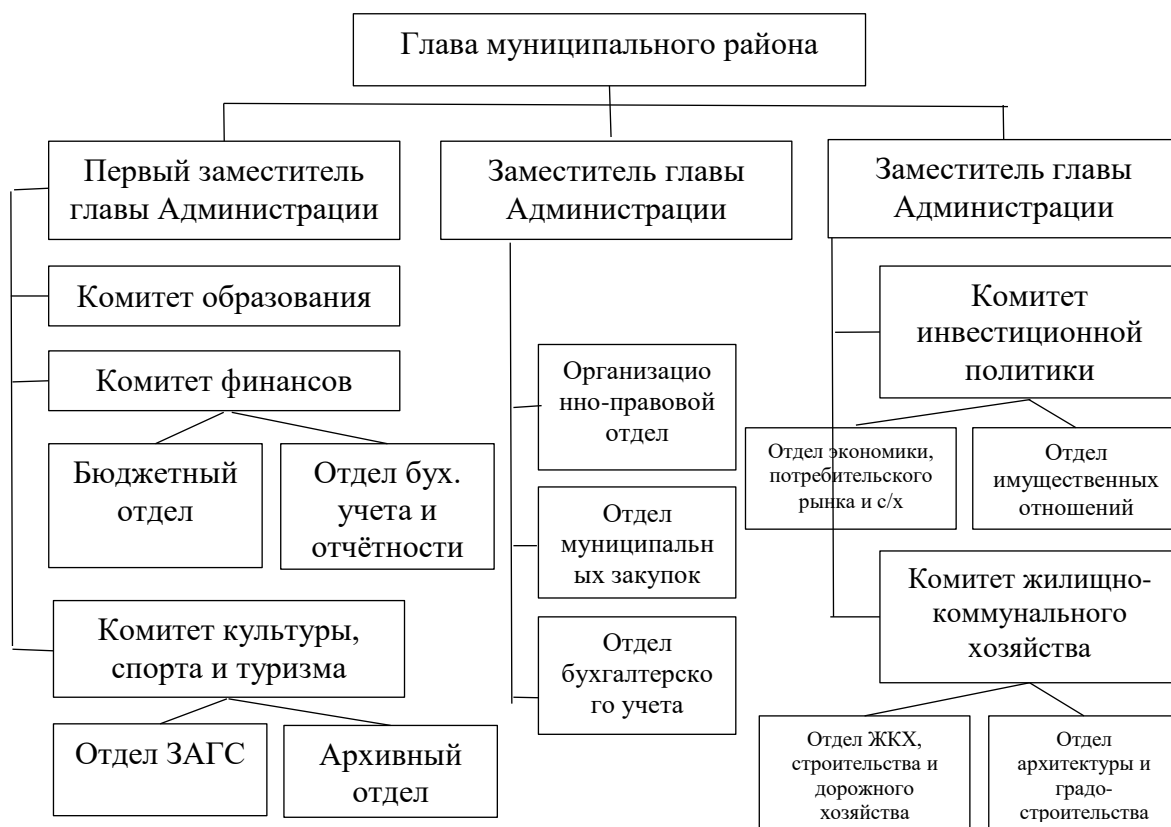 Глава муниципального района
Первый заместитель
главы Администрации
Заместитель главы
Администрации
Заместитель главы
Администрации
Комитет образования
Комитет финансов
Бюджетный
отдел
Отдел бух.
учета и
отчётности
Комитет культуры,
спорта и туризма
Отдел ЗАГС
Архивный
отдел
Организацио
нно-правовой
отдел
Отдел
муниципальн
ых закупок
Отдел
бухгалтерско
го учета
Комитет
инвестиционной
политики
Отдел экономики,
потребительского
рынка и с/х
Отдел
имущественных
отношений
Комитет жилищно-
коммунального
хозяйства
Отдел ЖКХ,
строительства и
дорожного
хозяйства
Отдел
архитектуры и
градо-
строительства